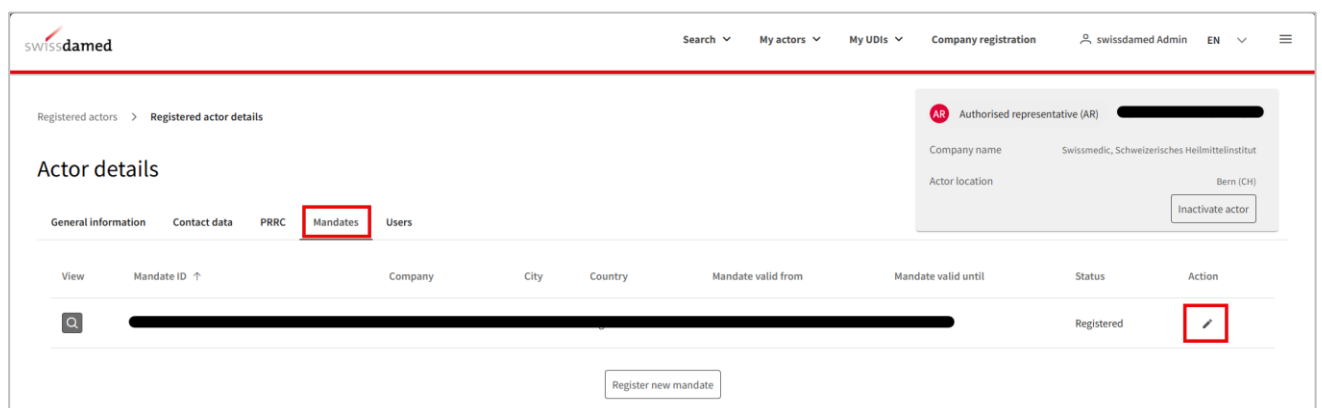 swissdamed
Search My actors My UDIs Company registration swissdamed Admin EN
Registered actors > Registered actor details
AR Authorised representative (AR)
Company name Swissmedic, Schweizerisches Heilmittelinstitut
Actor location Bern (CH)
Inactivate actor
Actor details
General information Contact data PRRC Mandates Users
View Mandate ID ↑ Company City Country Mandate valid from Mandate valid until Status Action
Registered
Register new mandate